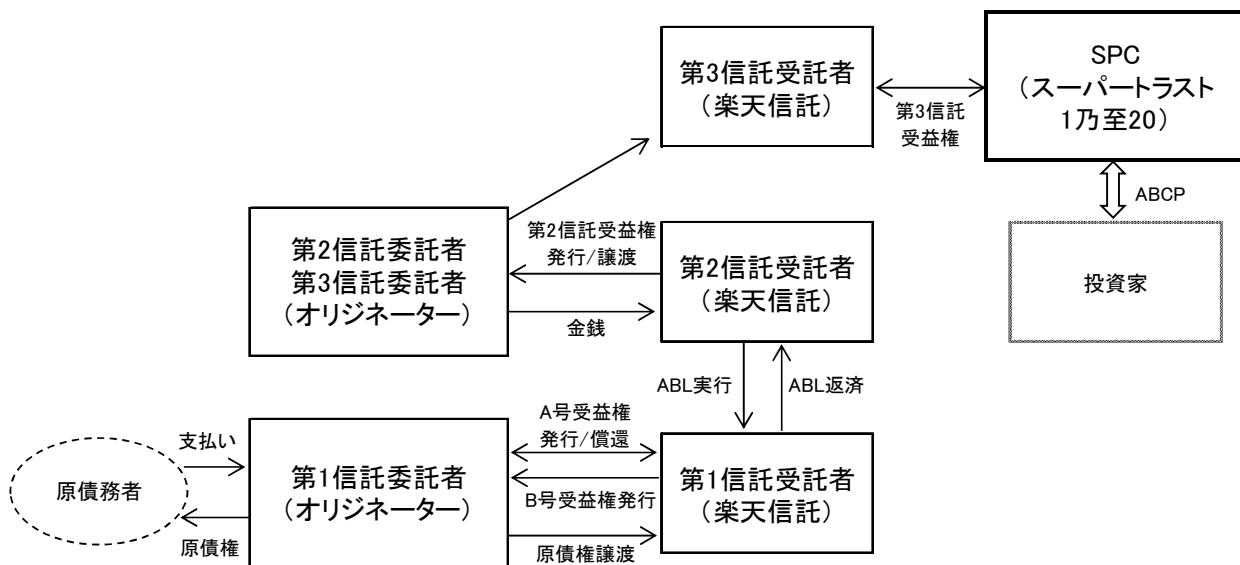 第3信託受託者
（楽天信託）
第3信託
受益権
SPC
（スーパートラスト
1乃至20）
ABCP
投資家
第2信託委託者
第3信託委託者
（オリジネーター）
第2信託受益権
発行/譲渡
金銭
第2信託受託者
（楽天信託）
ABL実行
ABL返済
原債務者
支払い
原債権
第1信託委託者
（オリジネーター）
A号受益権
発行/償還
B号受益権発行
原債権譲渡
第1信託受託者
（楽天信託）